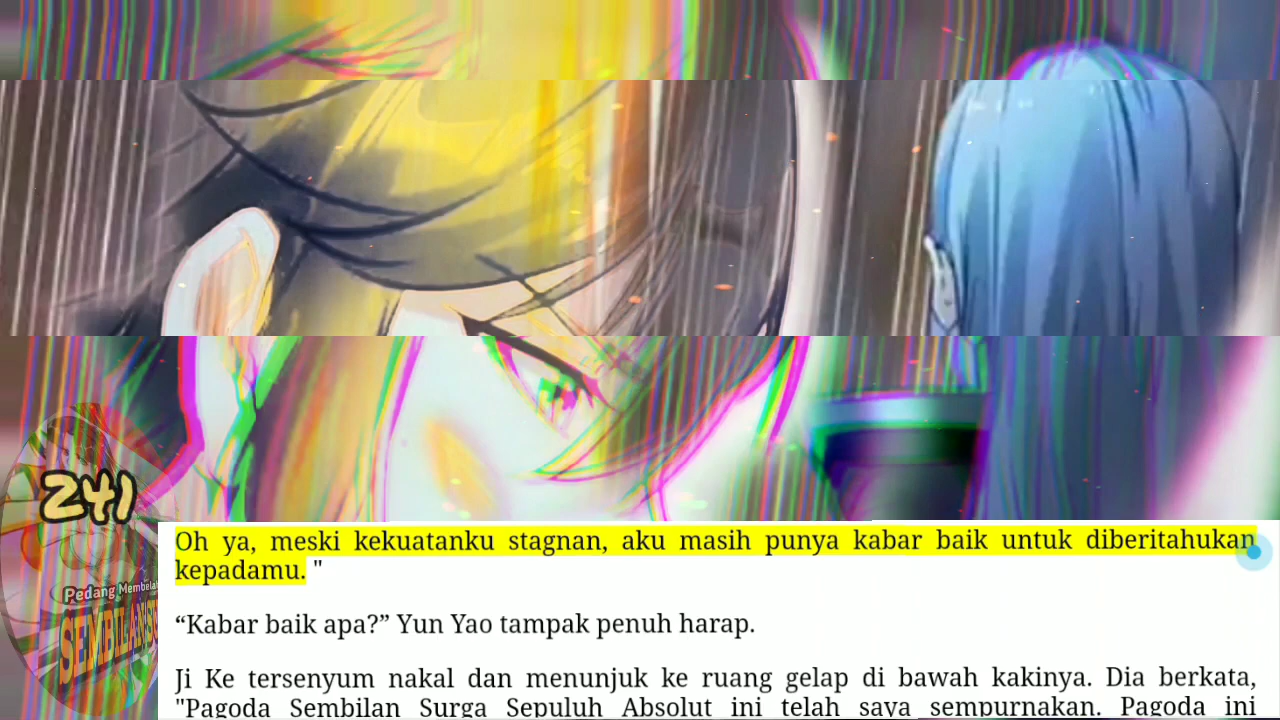 241
Pedang Membelah
SEMBILAN SU
Oh ya, meski kekuatanku stagnan, aku masih punya kabar baik untuk diberitahukan
kepadamu. "
“Kabar baik apa?” Yun Yao tampak penuh harap.
Ji Ke tersenyum nakal dan menunjuk ke ruang gelap di bawah kakinya. Dia berkata,
"Pagoda Sembilan Surga Sepuluh Absolut ini telah saya sempurnakan. Pagoda ini